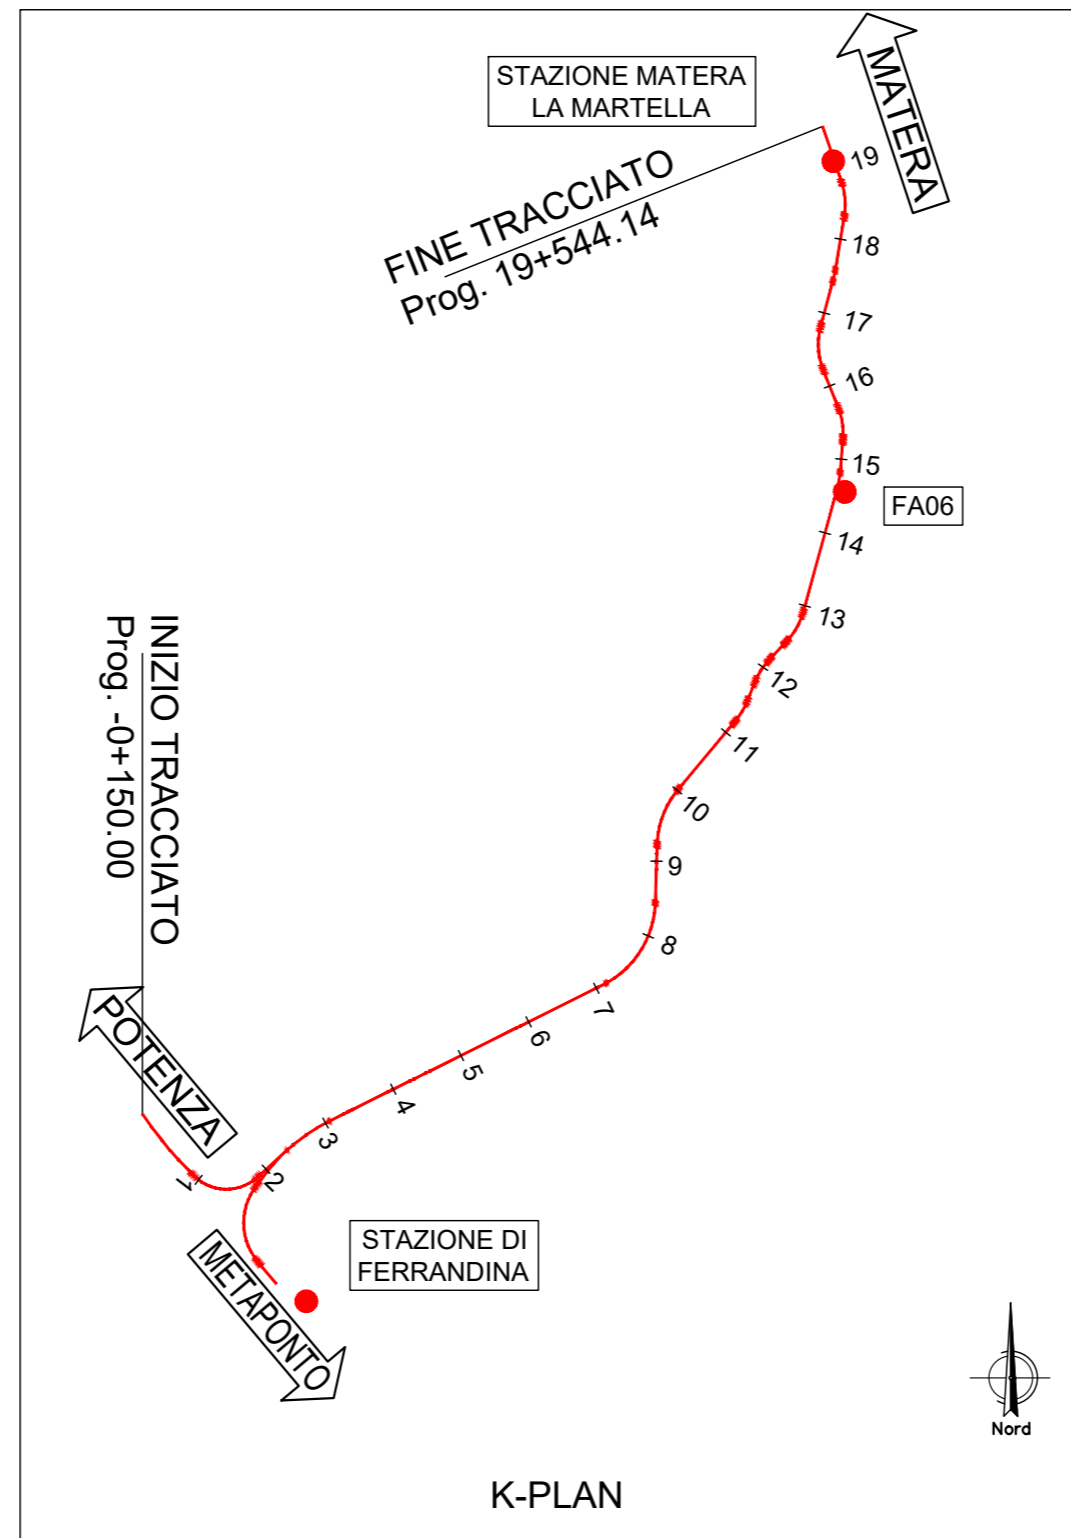 STAZIONE MATERA
LA MARTELLA
MATERA
FINE TRACCIATO
Prog. 19+544.14
19
18
17
16
15
FA06
14
13
12
11
10
9
8
7
6
5
4
3
2
1
INIZIO TRACCIATO
Prog. -0+150.00
POTENZA
STAZIONE DI
FERRANDINA
METAPONTO
Nord
K-PLAN